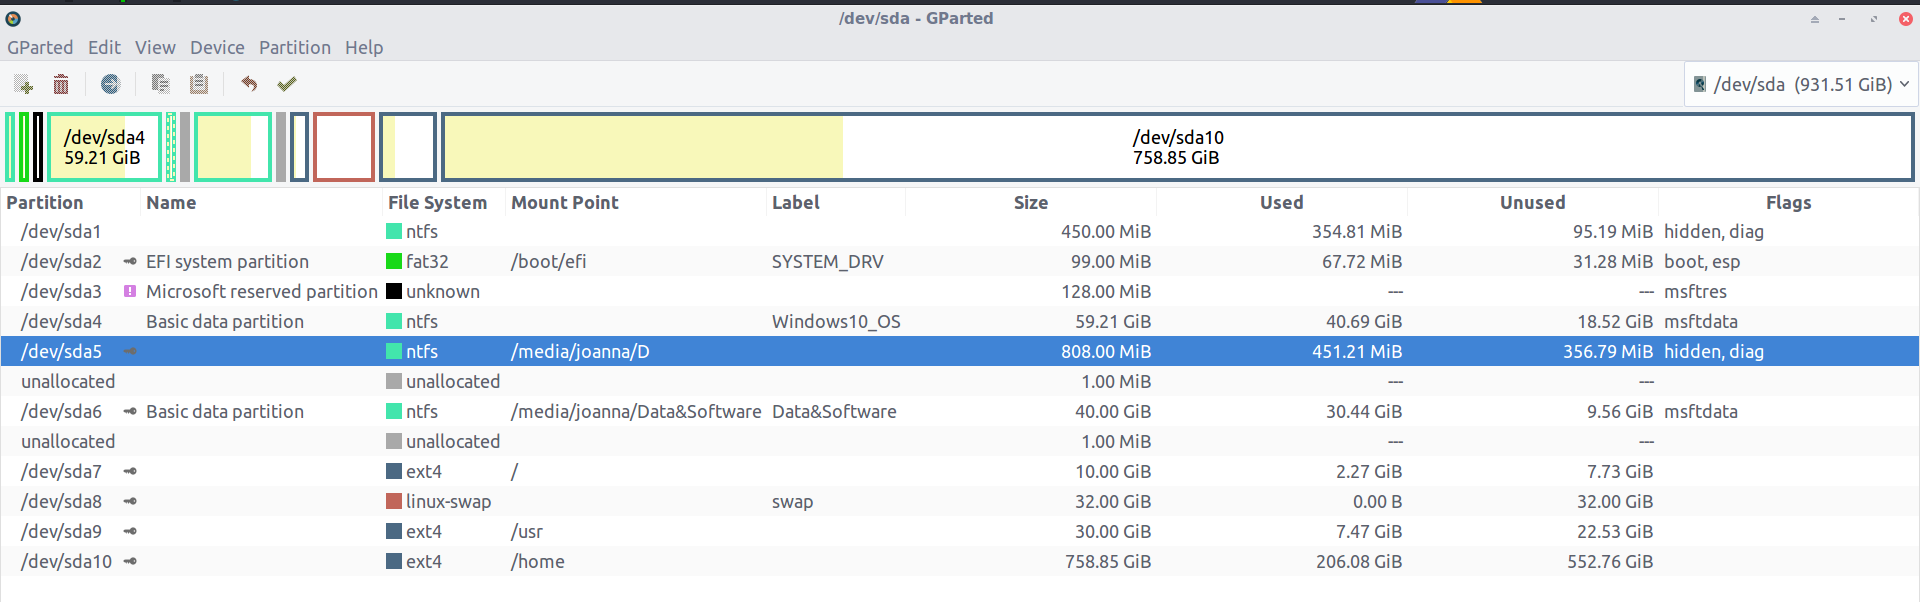 /dev/sda - GParted
GParted Edit View Device Partition Help
/dev/sda (931.51 GiB)
/dev/sda4
59.21 GiB
/dev/sda10
758.85 GiB
Partition Name File System Mount Point Label Size Used Unused Flags
/dev/sda1 ntfs 450.00 MiB 354.81 MiB 95.19 MiB hidden, diag
/dev/sda2 EFI system partition fat32 /boot/efi SYSTEM_DRV 99.00 MiB 67.72 MiB 31.28 MiB boot, esp
/dev/sda3 Microsoft reserved partition unknown 128.00 MiB --- --- msftres
/dev/sda4 Basic data partition ntfs Windows10_OS 59.21 GiB 40.69 GiB 18.52 GiB msftdata
/dev/sda5 ntfs /media/joanna/D 808.00 MiB 451.21 MiB 356.79 MiB hidden, diag
unallocated unallocated 1.00 MiB --- ---
/dev/sda6 Basic data partition ntfs /media/joanna/Data&Software Data&Software 40.00 GiB 30.44 GiB 9.56 GiB msftdata
unallocated unallocated 1.00 MiB --- ---
/dev/sda7 ext4 / 10.00 GiB 2.27 GiB 7.73 GiB
/dev/sda8 linux-swap swap 32.00 GiB 0.00 B 32.00 GiB
/dev/sda9 ext4 /usr 30.00 GiB 7.47 GiB 22.53 GiB
/dev/sda10 ext4 /home 758.85 GiB 206.08 GiB 552.76 GiB